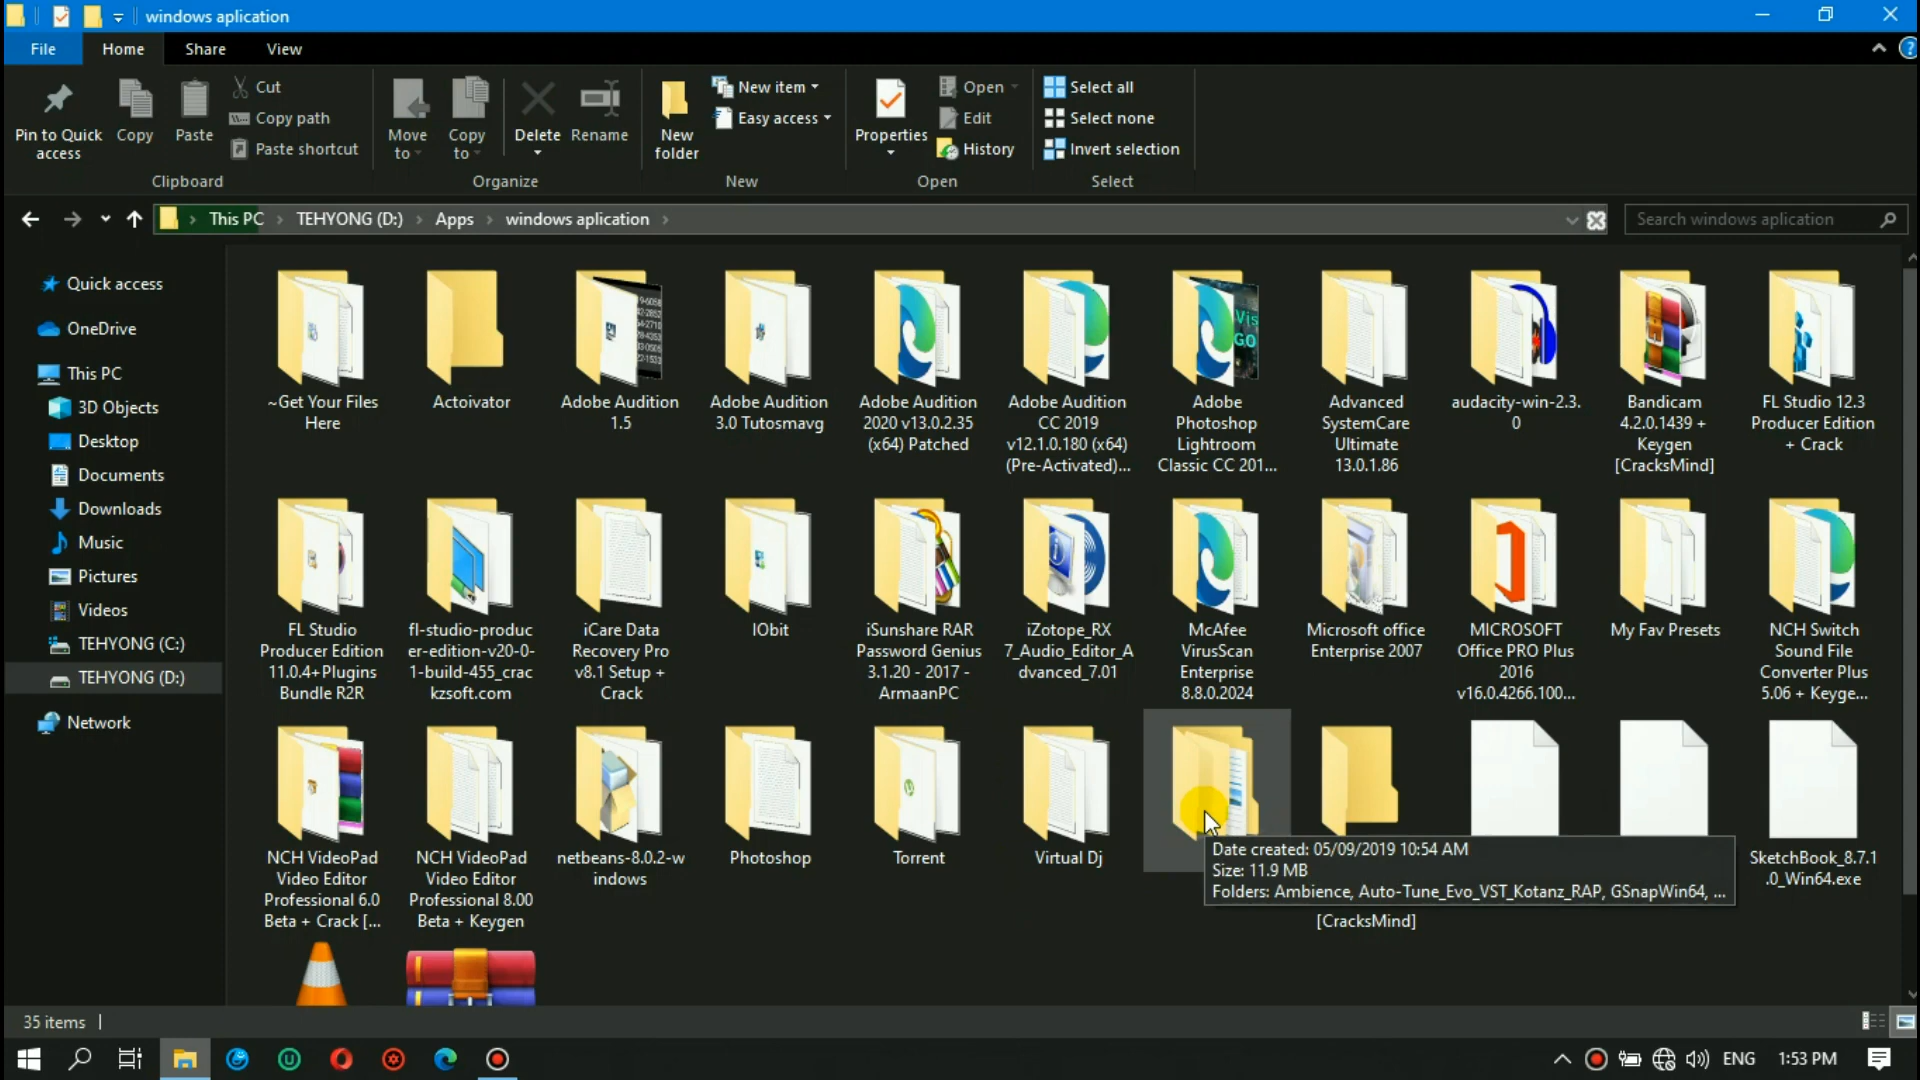 windows aplication
File Home Share View
Pin to Quick access
Copy
Paste
Cut
Copy path
Paste shortcut
Clipboard
Move to
Copy to
Delete
Rename
Organize
New folder
New item
Easy access
New
Properties
Open
Edit
History
Open
Select all
Select none
Invert selection
Select
This PC > TEHYONG (D:) > Apps > windows aplication >
Search windows aplication
Quick access
OneDrive
This PC
3D Objects
Desktop
Documents
Downloads
Music
Pictures
Videos
TEHYONG (C:)
TEHYONG (D:)
Network
~Get Your Files
Here
Actoivator
Adobe Audition
1.5
Adobe Audition
3.0 Tutosmavg
Adobe Audition
2020 v13.0.2.35
(x64) Patched
Adobe Audition
CC 2019
v12.1.0.180 (x64)
(Pre-Activated)...
Vis
GO
Adobe
Photoshop
Lightroom
Classic CC 201...
Advanced
SystemCare
Ultimate
13.0.1.86
audacity-win-2.3.
0
Bandicam
4.2.0.1439 +
Keygen
[CracksMind]
FL Studio 12.3
Producer Edition
+ Crack
FL Studio
Producer Edition
11.0.4+Plugins
Bundle R2R
fl-studio-produc
er-edition-v20-0-
1-build-455_crac
kzsoft.com
iCare Data
Recovery Pro
v8.1 Setup +
Crack
IObit
iSunshare RAR
Password Genius
3.1.20 - 2017 -
ArmaanPC
iZotope_RX
7_Audio_Editor_A
dvanced_7.01
McAfee
VirusScan
Enterprise
8.8.0.2024
Microsoft office
Enterprise 2007
MICROSOFT
Office PRO Plus
2016
v16.0.4266.100...
My Fav Presets
NCH Switch
Sound File
Converter Plus
5.06 + Keyge...
NCH VideoPad
Video Editor
Professional 6.0
Beta + Crack [...
NCH VideoPad
Video Editor
Professional 8.00
Beta + Keygen
netbeans-8.0.2-w
indows
Photoshop
Torrent
Virtual Dj
Date created: 05/09/2019 10:54 AM
Size: 11.9 MB
Folders: Ambience, Auto-Tune_Evo_VST_Kotanz_RAP, GSnapWin64, ...
[CracksMind]
SketchBook_8.7.1
.0_Win64.exe
35 items
ENG 1:53 PM